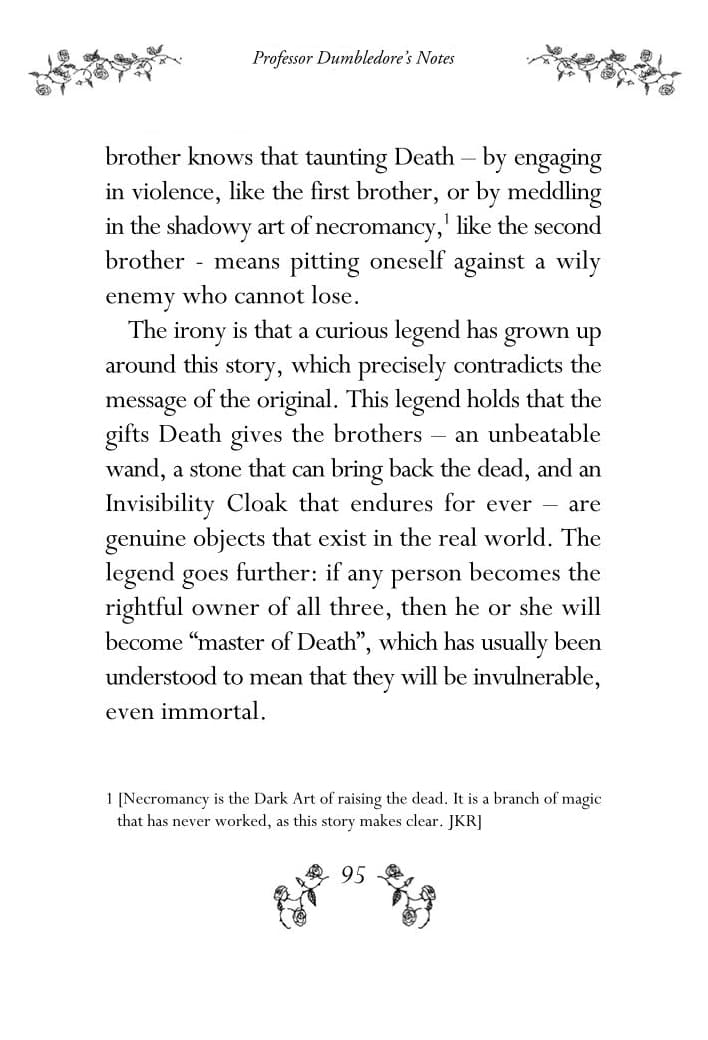 Professor Dumbledore's Notes
brother knows that taunting Death – by engaging
in violence, like the first brother, or by meddling
in the shadowy art of necromancy,¹ like the second
brother - means pitting oneself against a wily
enemy who cannot lose.
The irony is that a curious legend has grown up
around this story, which precisely contradicts the
message of the original. This legend holds that the
gifts Death gives the brothers – an unbeatable
wand, a stone that can bring back the dead, and an
Invisibility Cloak that endures for ever – are
genuine objects that exist in the real world. The
legend goes further: if any person becomes the
rightful owner of all three, then he or she will
become “master of Death”, which has usually been
understood to mean that they will be invulnerable,
even immortal.
1 [Necromancy is the Dark Art of raising the dead. It is a branch of magic
that has never worked, as this story makes clear. JKR]
95